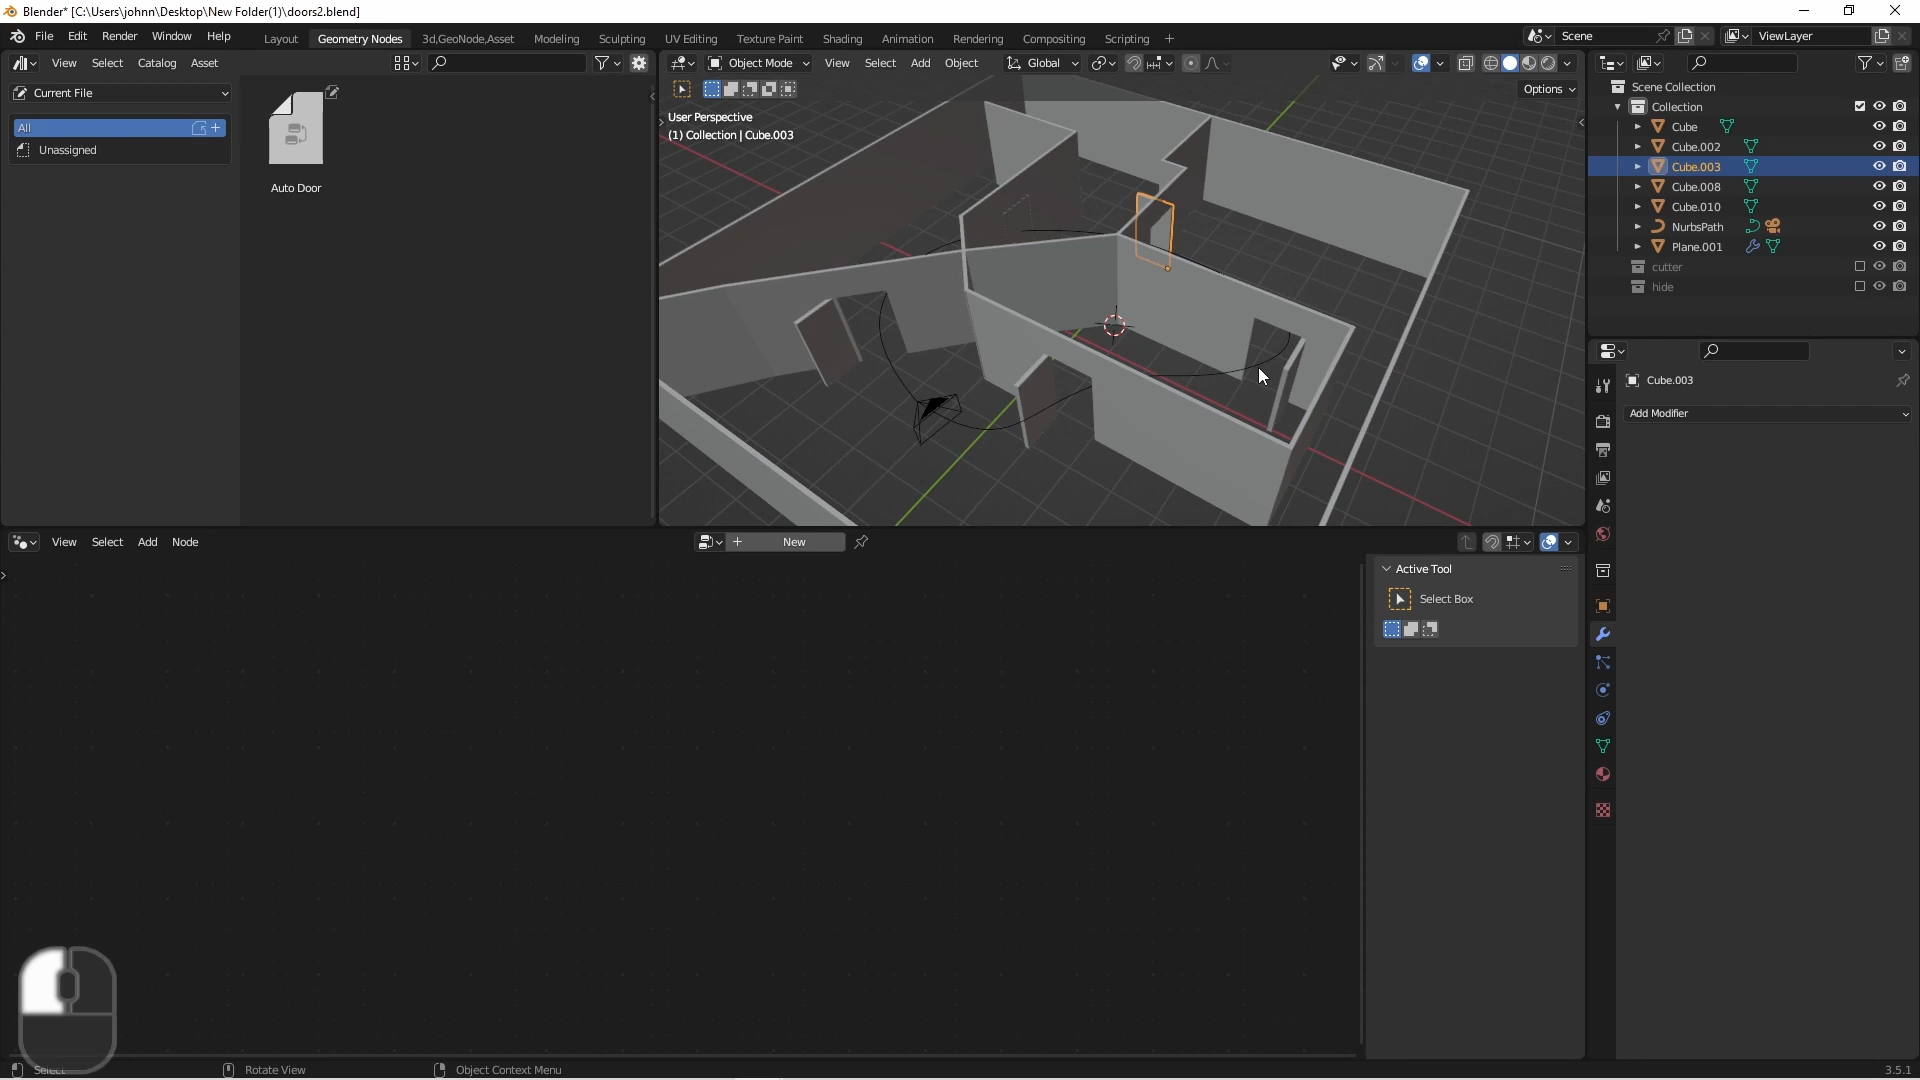 Blender* [C:\Users\johnn\Desktop\New Folder(1)\doors2.blend]
File Edit Render Window Help
Layout Geometry Nodes 3d,GeoNode,Asset Modeling Sculpting UV Editing Texture Paint Shading Animation Rendering Compositing Scripting +
Scene
ViewLayer
View Select Catalog Asset
Object Mode View Select Add Object Global
Options
Current File
All
Unassigned
Auto Door
User Perspective
(1) Collection | Cube.003
Scene Collection
Collection
Cube
Cube.002
Cube.003
Cube.008
Cube.010
NurbsPath
Plane.001
cutter
hide
Cube.003
Add Modifier
View Select Add Node
+ New
Active Tool
Select Box
Select
Rotate View
Object Context Menu
3.5.1